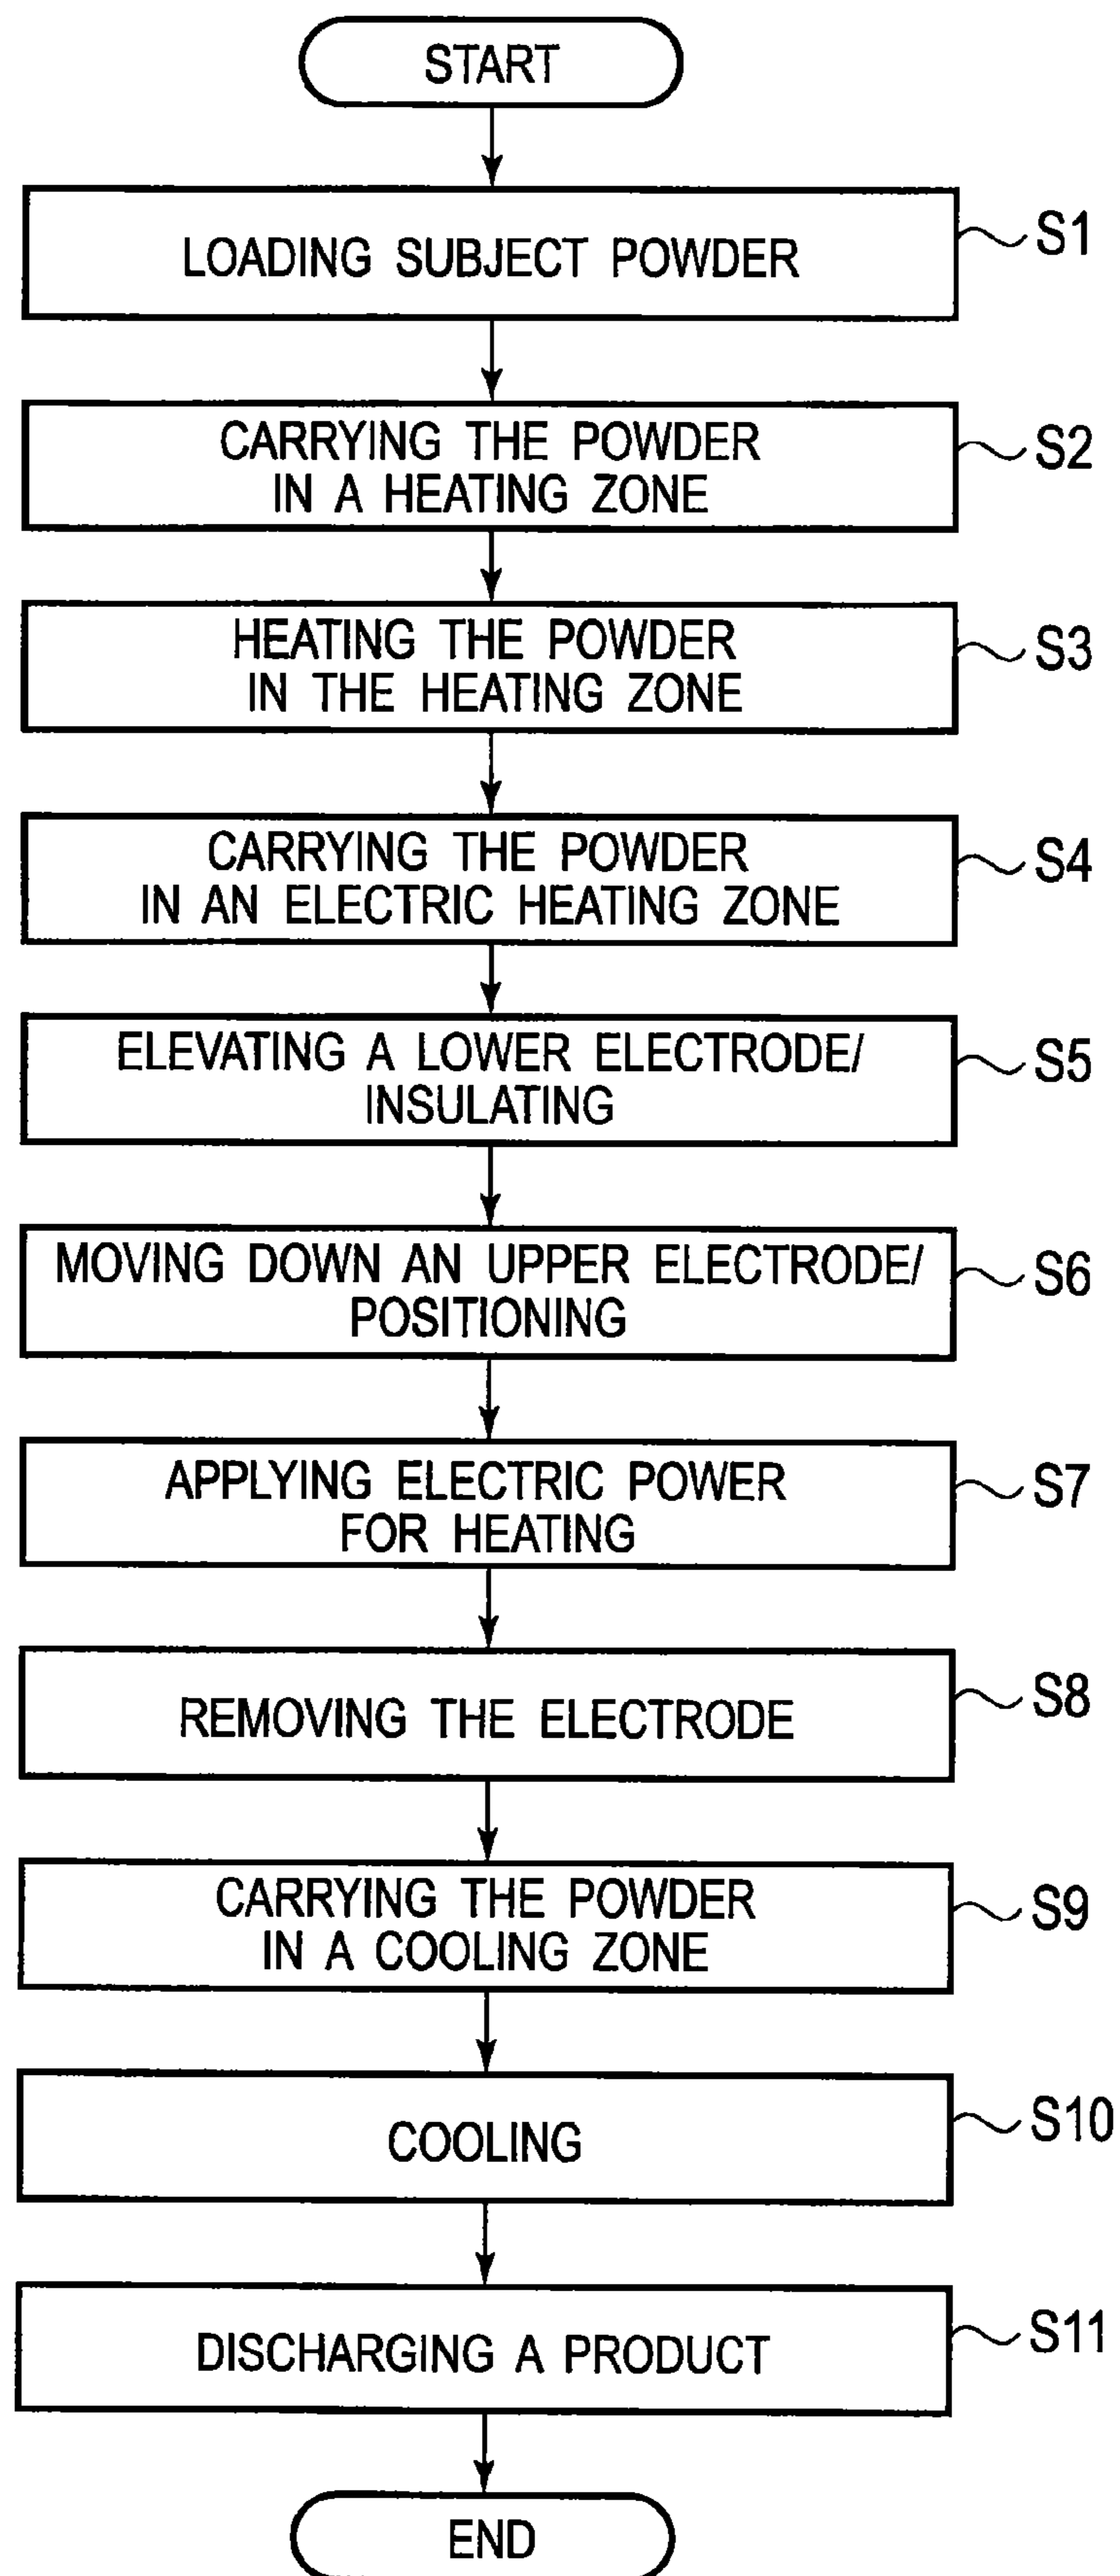 START
LOADING SUBJECT POWDER
S1
CARRYING THE POWDER
IN A HEATING ZONE
S2
HEATING THE POWDER
IN THE HEATING ZONE
S3
CARRYING THE POWDER
IN AN ELECTRIC HEATING ZONE
S4
ELEVATING A LOWER ELECTRODE/
INSULATING
S5
MOVING DOWN AN UPPER ELECTRODE/
POSITIONING
S6
APPLYING ELECTRIC POWER
FOR HEATING
S7
REMOVING THE ELECTRODE
S8
CARRYING THE POWDER
IN A COOLING ZONE
S9
COOLING
S10
DISCHARGING A PRODUCT
S11
END